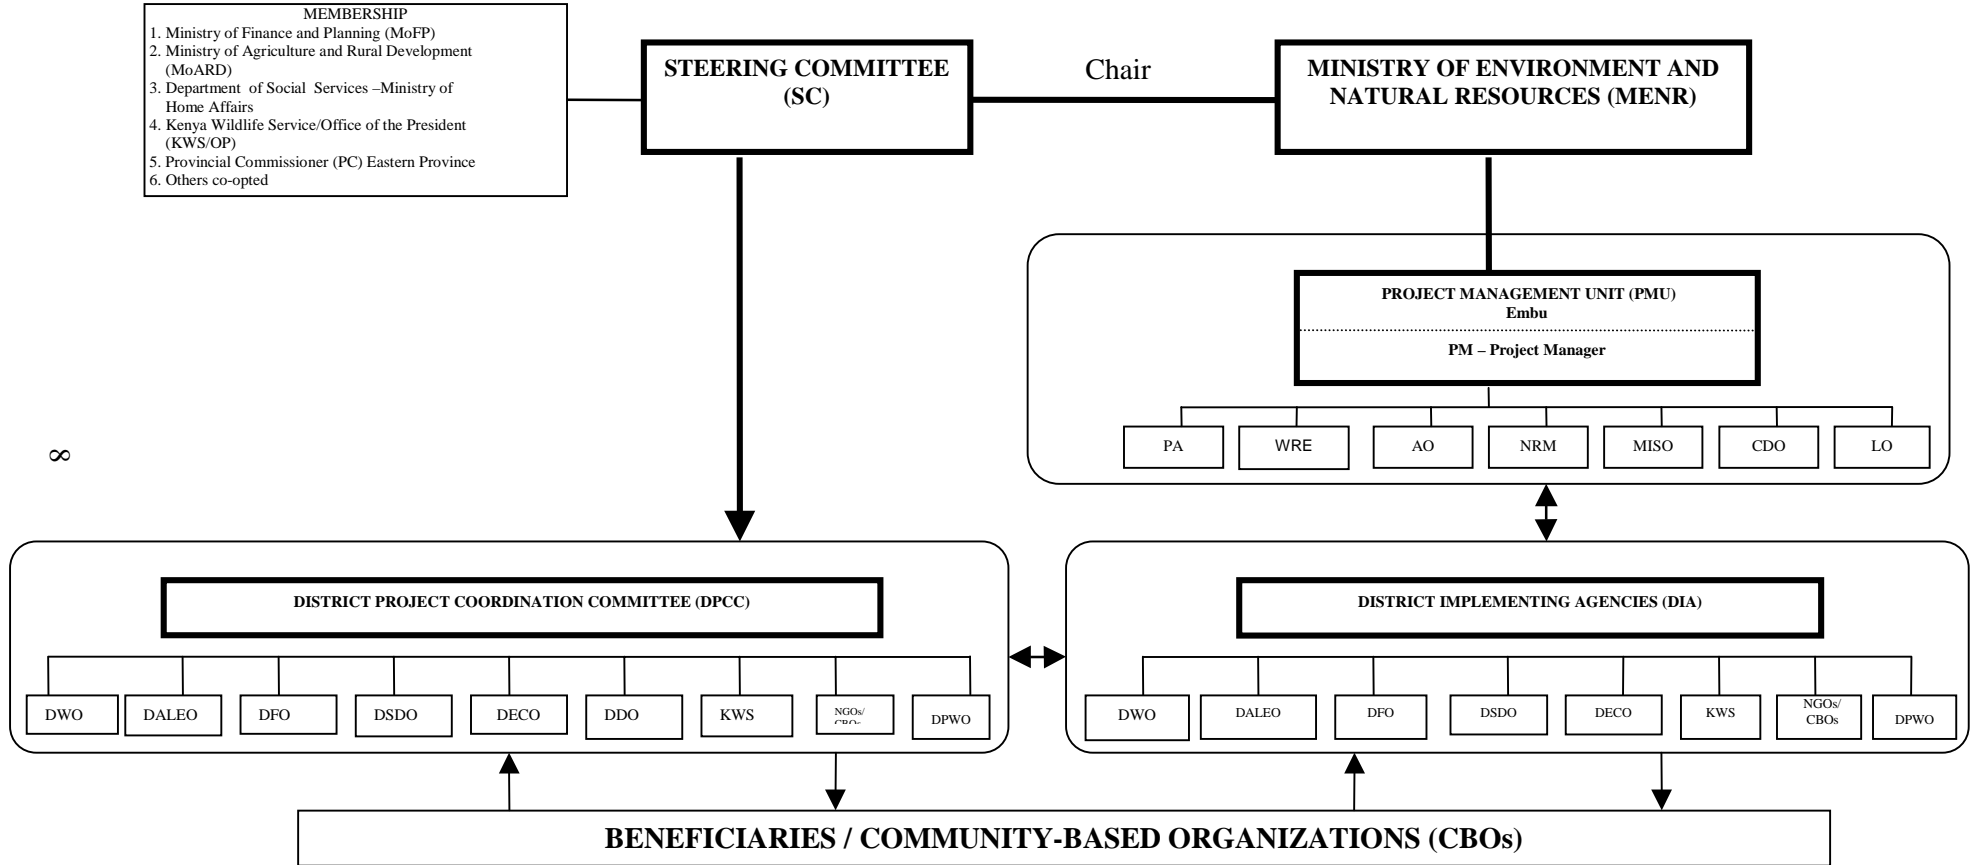 MEMBERSHIP
1. Ministry of Finance and Planning (MoFP)
2. Ministry of Agriculture and Rural Development
(MoARD)
3. Department of Social Services –Ministry of
Home Affairs
4. Kenya Wildlife Service/Office of the President
(KWS/OP)
5. Provincial Commissioner (PC) Eastern Province
6. Others co-opted
STEERING COMMITTEE
(SC)
Chair
MINISTRY OF ENVIRONMENT AND
NATURAL RESOURCES (MENR)
PROJECT MANAGEMENT UNIT (PMU)
Embu
PM – Project Manager
PA
WRE
AO
NRM
MISO
CDO
LO
8
DISTRICT PROJECT COORDINATION COMMITTEE (DPCC)
DWO
DALEO
DFO
DSDO
DECO
DDO
KWS
NGOs/
CBOs
DPWO
DISTRICT IMPLEMENTING AGENCIES (DIA)
DWO
DALEO
DFO
DSDO
DECO
KWS
NGOs/
CBOs
DPWO
BENEFICIARIES / COMMUNITY-BASED ORGANIZATIONS (CBOs)